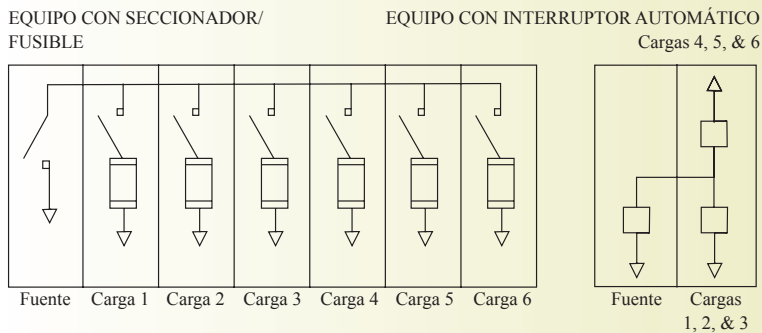 EQUIPO CON SECCIONADOR/
FUSIBLE
EQUIPO CON INTERRUPTOR AUTOMÁTICO
Cargas 4, 5, & 6
Fuente
Carga 1
Carga 2
Carga 3
Carga 4
Carga 5
Carga 6
Fuente
Cargas
1, 2, & 3